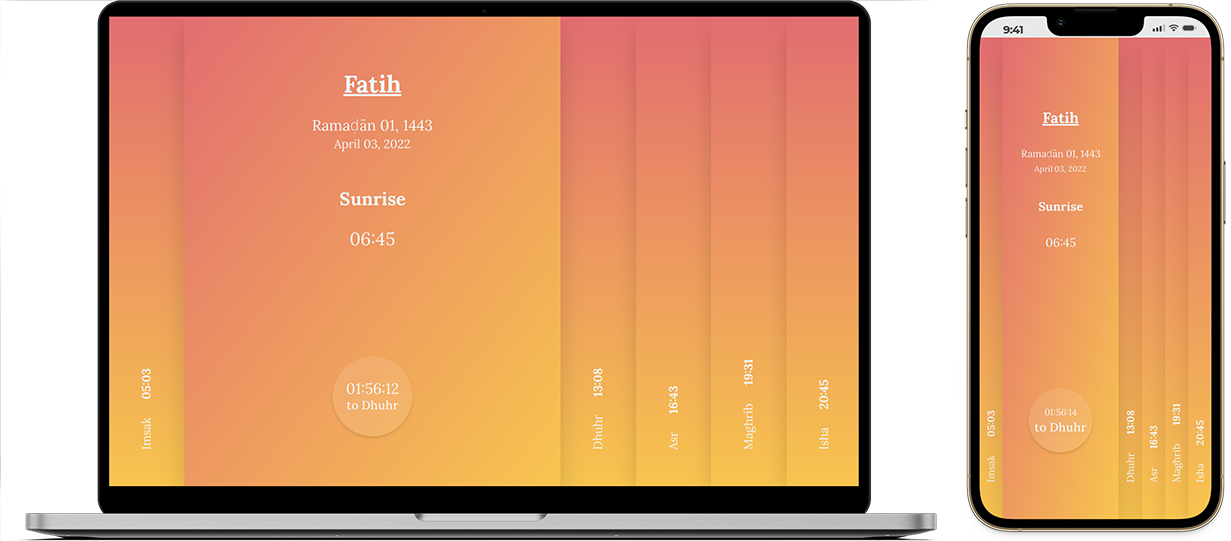 Fatih
Ramadān 01, 1443
April 03, 2022
Sunrise
06:45
01:56:12
to Dhuhr
Imsak 05:03
Dhuhr 13:08
Asr 16:43
Maghrib 19:31
Isha 20:45
9:41
Fatih
Ramadān 01, 1443
April 03, 2022
Sunrise
06:45
01:56:14
to Dhuhr
Imsak 05:03
Dhuhr 13:08
Asr 16:43
Maghrib 19:31
Isha 20:45